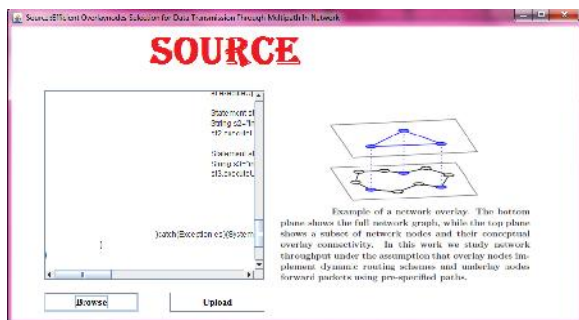 Source:Efficient Overlaynodes Selection for Data Transmission Through Multipath In Network
SOURCE
Statement s
String s2="in
st2.executeU
Statement s
String s3="in
st3.executeU
}catch(Exception ex){System
}
Example of a network overlay. The bottom
plane shows the full network graph, while the top plane
shows a subset of network nodes and their conceptual
overlay connectivity. In this work we study network
throughput under the assumption that overlay nodes im-
plement dynamic routing schemes and underlay nodes
forward packets using pre-specified paths.
Browse
Upload